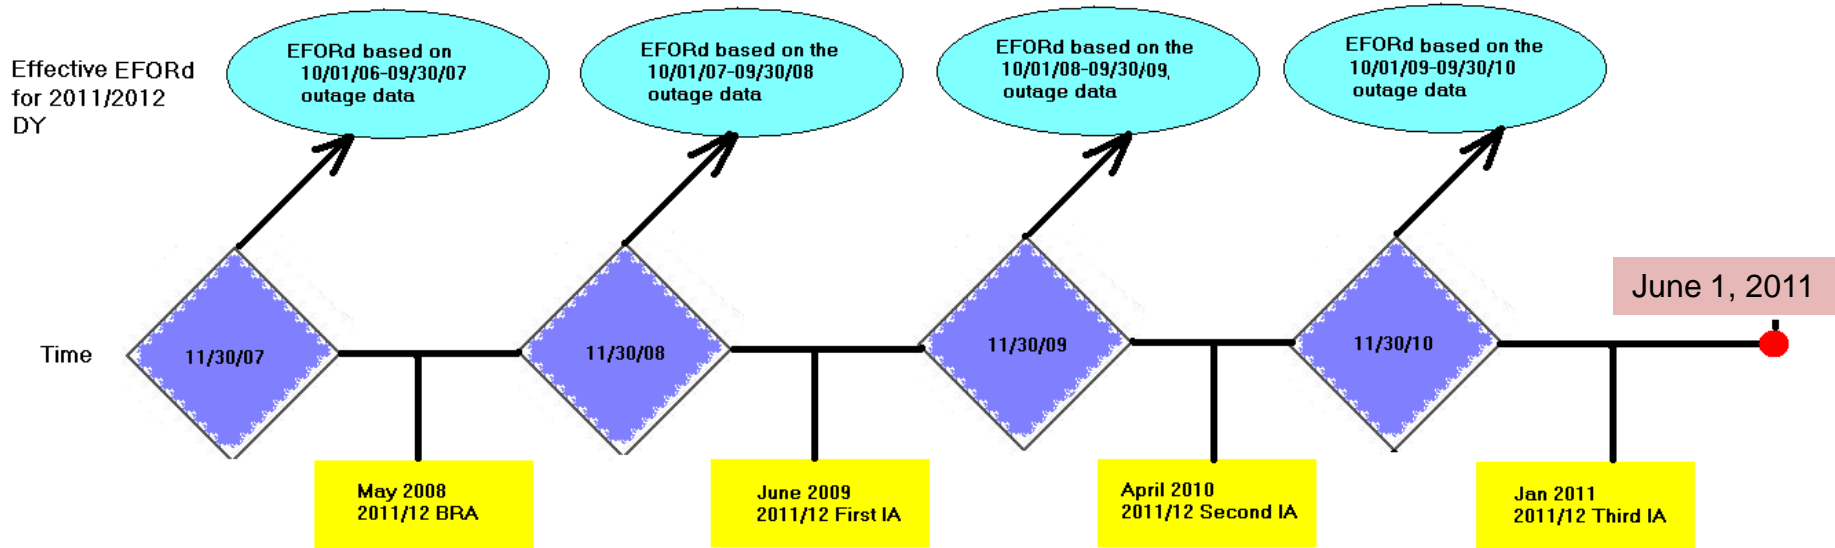 Effective EFORd
for 2011/2012
DY
EFORd based on
10/01/06-09/30/07
outage data
EFORd based on the
10/01/07-09/30/08
outage data
EFORd based on the
10/01/08-09/30/09,
outage data
EFORd based on the
10/01/09-09/30/10
outage data
June 1, 2011
Time
11/30/07
11/30/08
11/30/09
11/30/10
May 2008
2011/12 BRA
June 2009
2011/12 First IA
April 2010
2011/12 Second IA
Jan 2011
2011/12 Third IA